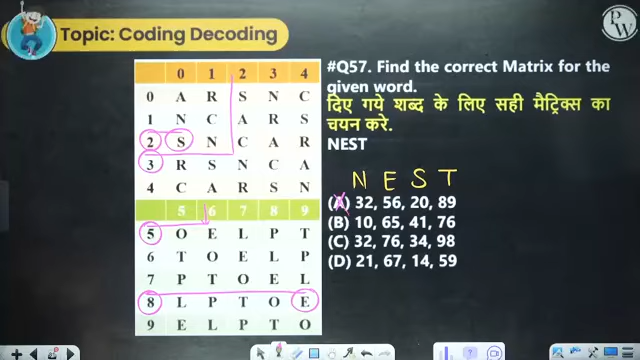 Topic: Coding Decoding
0 1 2 3 4
0 A R S N C
1 N C A R S
2 S N C A R
3 R S N C A
4 C A R S N
5 6 7 8 9
5 O E L P T
6 T O E L P
7 P T O E L
8 L P T O E
9 E L P T O
#Q57. Find the correct Matrix for the
given word.
दिए गये शब्द के लिए सही मैट्रिक्स का
चयन करे.
NEST
N E S T
(A) 32, 56, 20, 89
(B) 10, 65, 41, 76
(C) 32, 76, 34, 98
(D) 21, 67, 14, 59